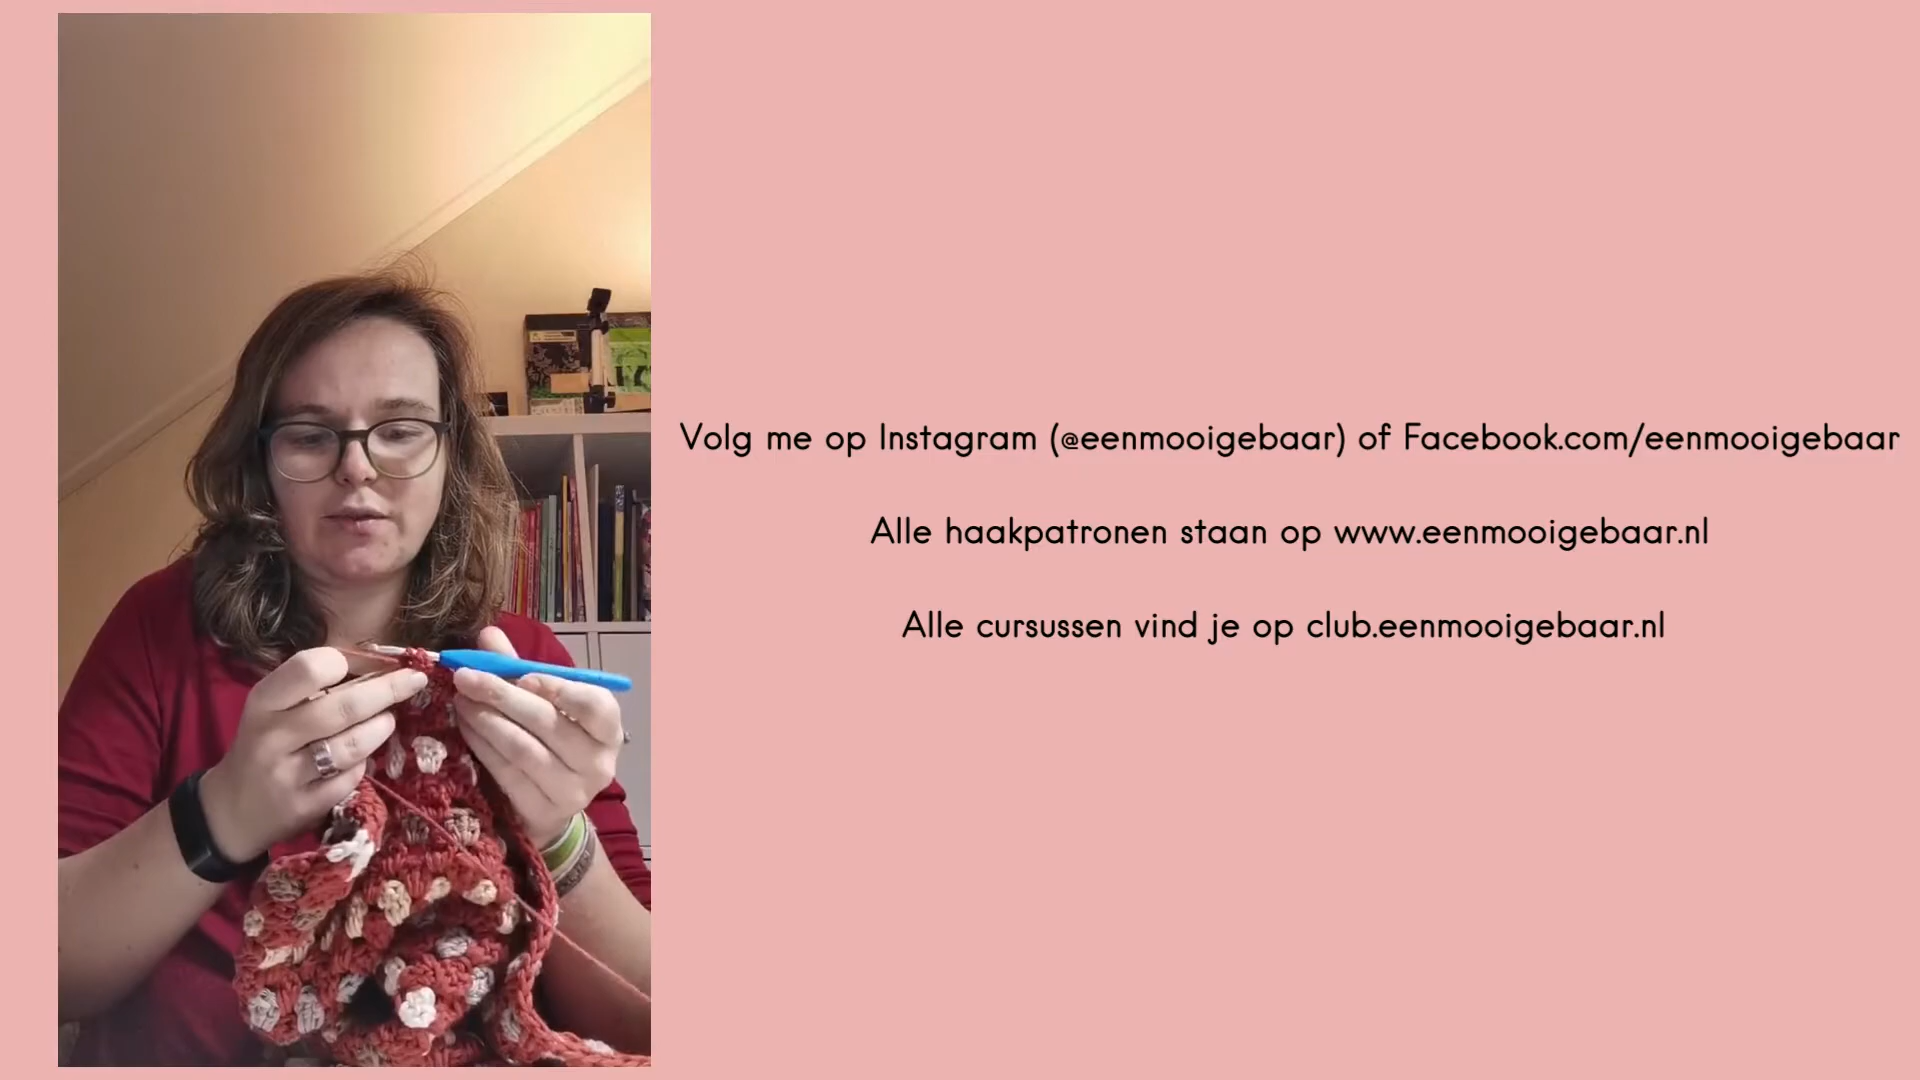 Volg me op Instagram (@eenmooigebaar) of Facebook.com/eenmooigebaar
Alle haakpatronen staan op www.eenmooigebaar.nl
Alle cursussen vind je op club.eenmooigebaar.nl